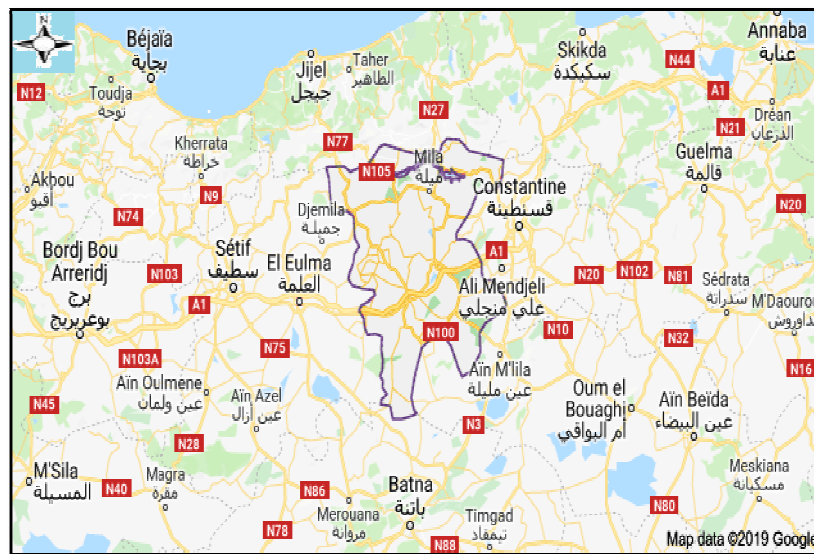 N
Annaba
عنابة
Béjaïa
بجاية
Skikda
سكيكدة
Taher
الطاهير
Jijel
جيجل
N44
A1
N12
Toudja
توجة
N27
Dréan
الذرعان
N21
Kherrata
خراطة
N77
Mila
ميلة
N105
Guelma
قالمة
Akbou
أقبو
N9
Constantine
قسنطينة
N74
Djemila
جميلة
N20
Bordj Bou
Arreridj
برج
بوعريريج
Sétif
سطيف
El Eulma
العلمة
A1
N103
N20
N102
N81
Sédrata
سدراتة
Ali Mendjeli
علي منجلي
A1
M'Daourou
داوروش
N100
N10
N32
N103A
N75
Aïn M'lila
عين مليلة
N16
Aïn Oulmene
عين ولمان
Aïn Azel
عين أزال
Oum el
Bouaghi
أم البواقي
Aïn Beïda
عين البيضاء
N45
N3
N28
M'Sila
المسيلة
Magra
مقرة
N40
N86
Batna
باتنة
Meskiana
مسكيانة
Merouana
مروانة
Timgad
تيمقاد
N80
N78
N88
Map data ©2019 Google